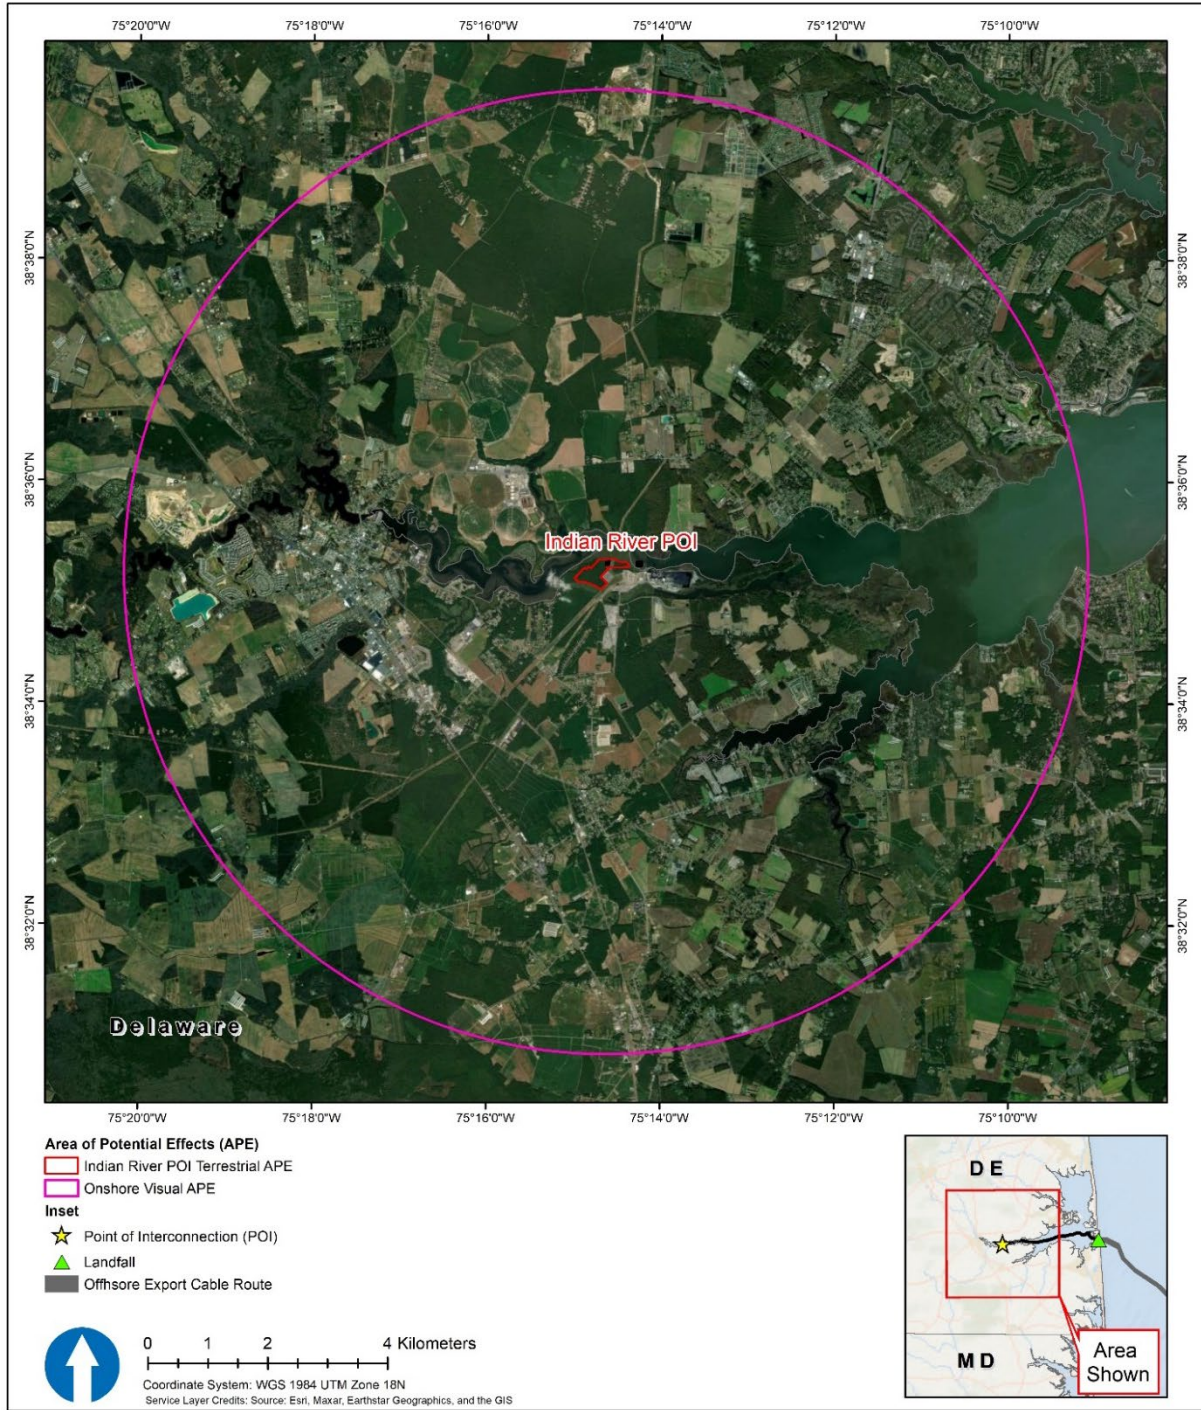 75°20'0"W 75°18'0"W 75°16'0"W 75°14'0"W 75°12'0"W 75°10'0"W
38°38'0"N 38°38'0"N
38°36'0"N 38°36'0"N
Indian River POI
38°34'0"N 38°34'0"N
38°32'0"N 38°32'0"N
Delaware
75°20'0"W 75°18'0"W 75°16'0"W 75°14'0"W 75°12'0"W 75°10'0"W
Area of Potential Effects (APE)
Indian River POI Terrestrial APE
Onshore Visual APE
Inset
Point of Interconnection (POI)
Landfall
Offhsore Export Cable Route
0 1 2 4 Kilometers
Coordinate System: WGS 1984 UTM Zone 18N
Service Layer Credits: Source: Esri, Maxar, Earthstar Geographics, and the GIS
DE
MD
Area
Shown